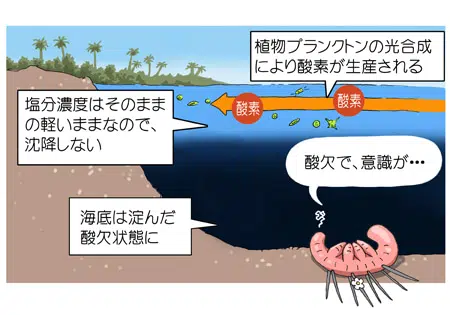 植物プランクトンの光合成
により酸素が生産される
酸素
酸素
塩分濃度はそのまま
の軽いままなので、
沈降しない
酸欠で、意識が・・・
海底は淀んだ
酸欠状態に